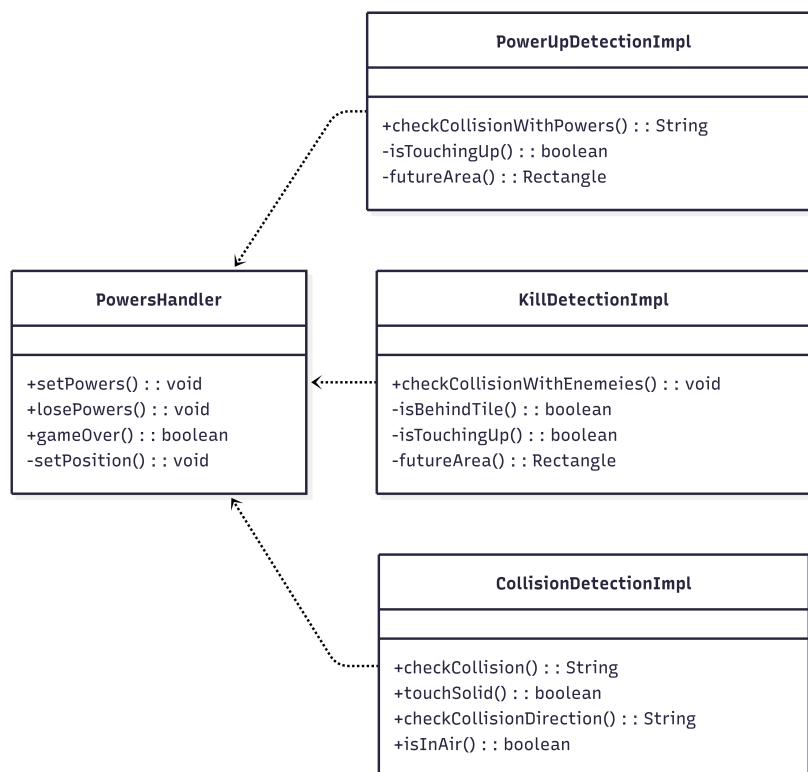 PowerUpDetectionImpl
+checkCollisionWithPowers() : : String
-isTouchingUp() : : boolean
-futureArea() : : Rectangle
PowersHandler
+setPowers() : : void
+losePowers() : : void
+gameOver() : : boolean
-setPosition() : : void
KillDetectionImpl
+checkCollisionWithEnemeies() : : void
-isBehindTile() : : boolean
-isTouchingUp() : : boolean
-futureArea() : : Rectangle
CollisionDetectionImpl
+checkCollision() : : String
+touchSolid() : : boolean
+checkCollisionDirection() : : String
+isInAir() : : boolean